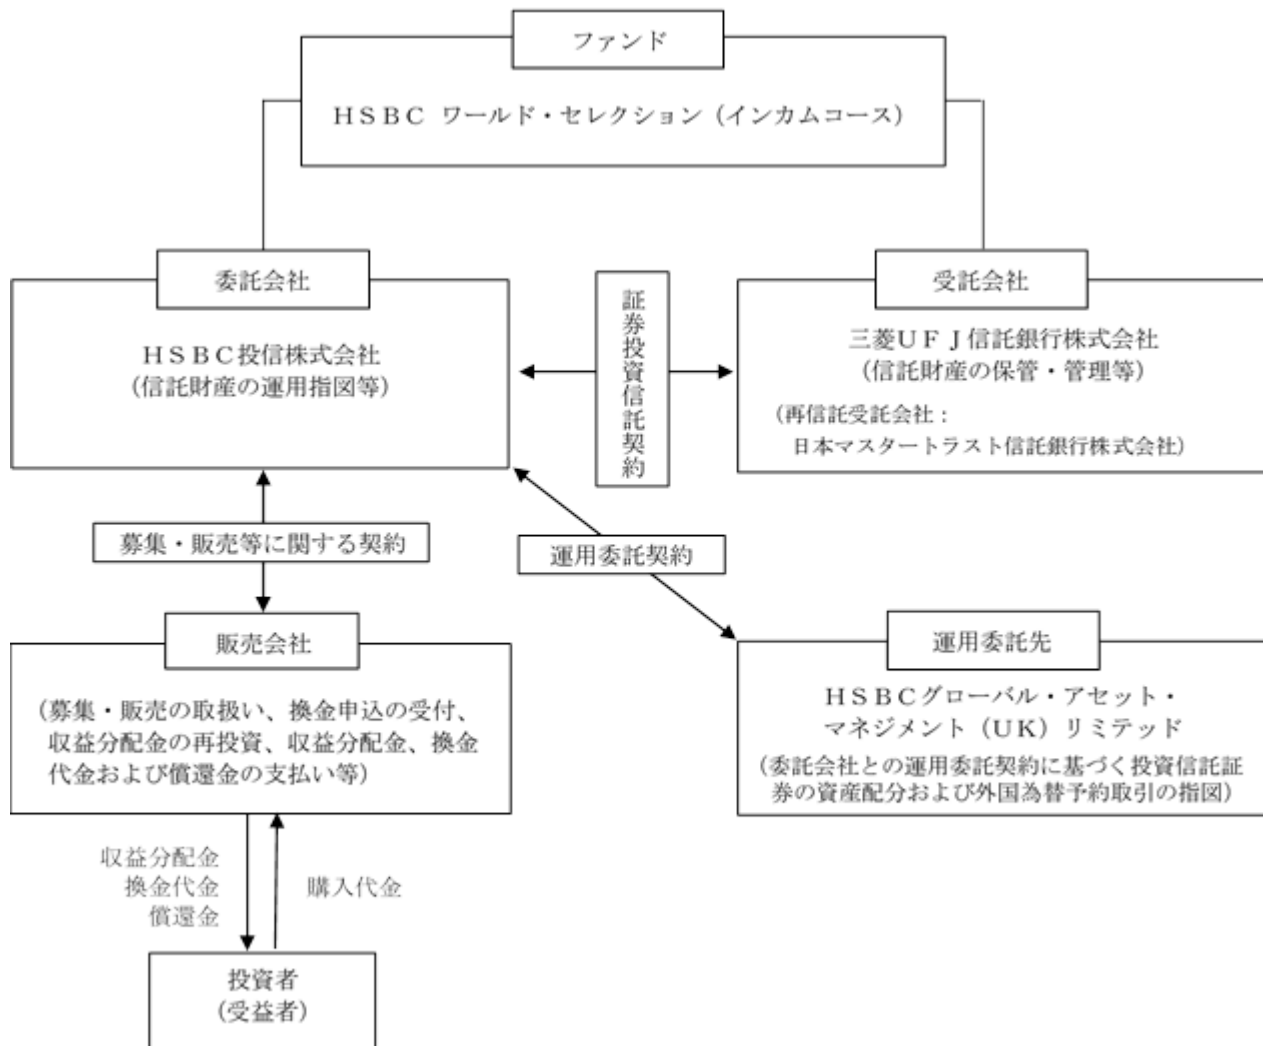 ファンド
ＨＳＢＣ ワールド・セレクション（インカムコース）
委託会社
ＨＳＢＣ投信株式会社
（信託財産の運用指図等）
証券投資信託契約
受託会社
三菱ＵＦＪ信託銀行株式会社
（信託財産の保管・管理等）
（再信託受託会社：
日本マスタートラスト信託銀行株式会社）
募集・販売等に関する契約
運用委託契約
販売会社
（募集・販売の取扱い、換金申込の受付、
収益分配金の再投資、収益分配金、換金
代金および償還金の支払い等）
運用委託先
ＨＳＢＣグローバル・アセット・
マネジメント（ＵＫ）リミテッド
（委託会社との運用委託契約に基づく投資信託証
券の資産配分および外国為替予約取引の指図）
収益分配金
換金代金
償還金
購入代金
投資者
（受益者）